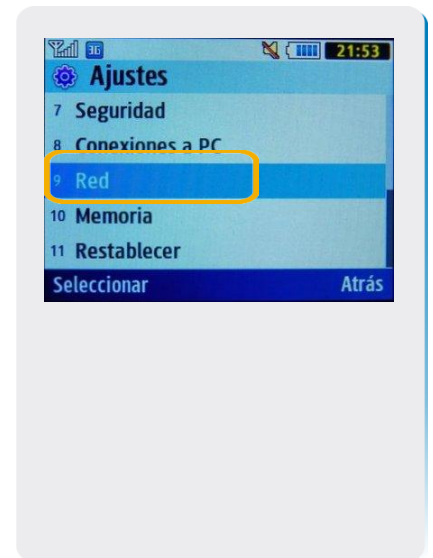 3G 21:53
Ajustes
7 Seguridad
8 Conexiones a PC
9 Red
10 Memoria
11 Restablecer
Seleccionar Atrás